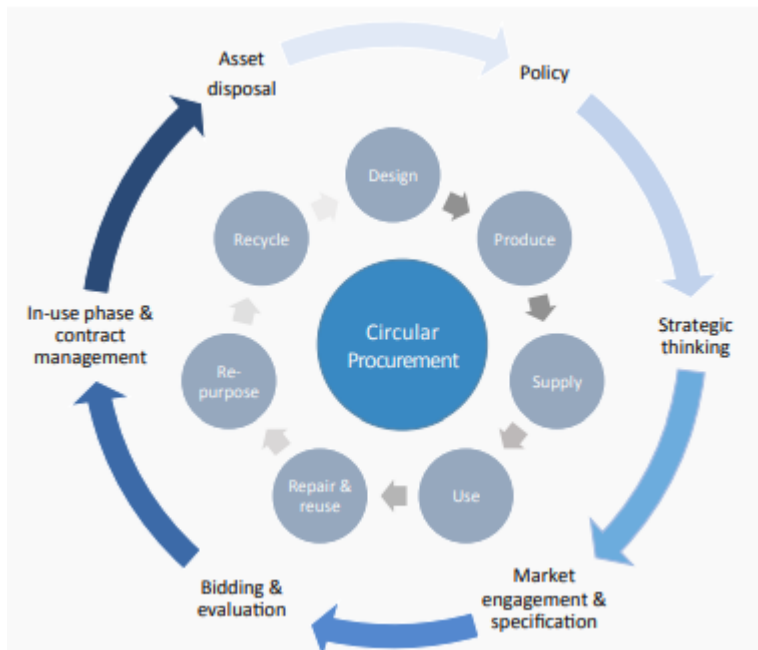 Asset
disposal
Policy
Strategic
thinking
Market
engagement &
specification
Bidding &
evaluation
In-use phase &
contract
management
Design
Produce
Supply
Use
Repair &
reuse
Re-
purpose
Recycle
Circular
Procurement